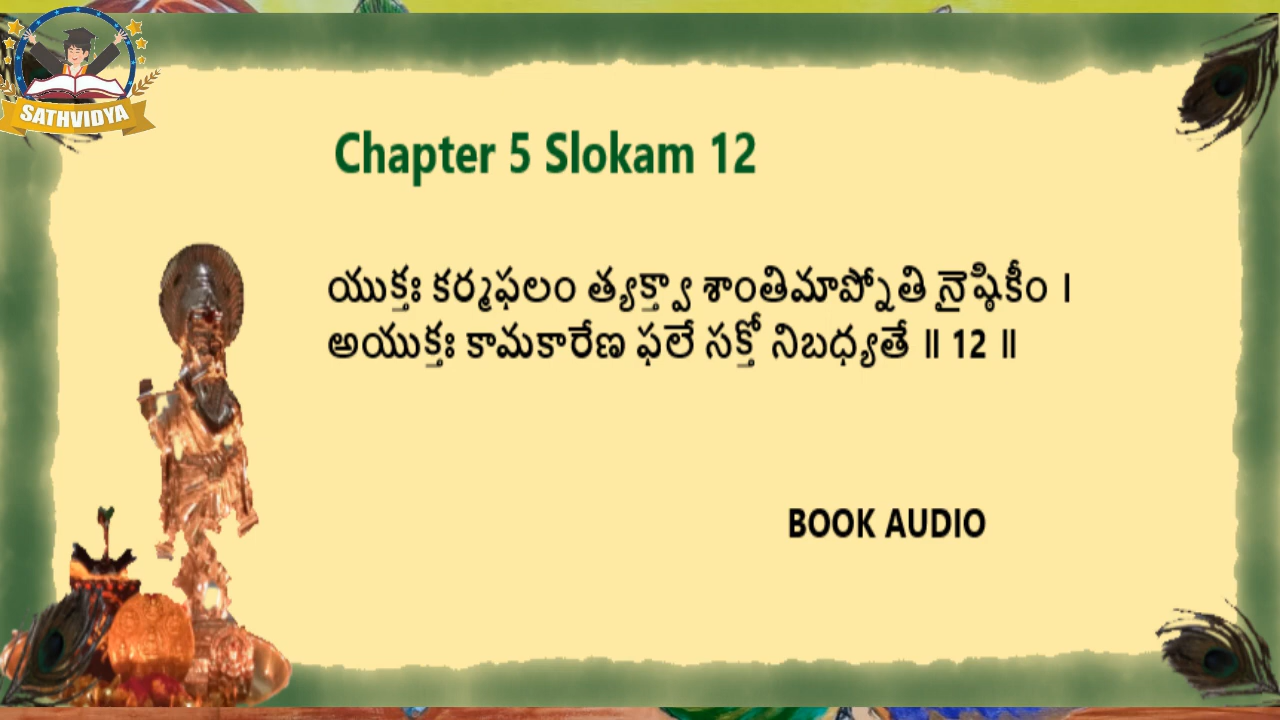 SATHVIDYA
Chapter 5 Slokam 12
యుక్తః కర్మఫలం త్యక్త్వా శాంతిమాప్నోతి నైష్ఠికీం ।
అయుక్తః కామకారేణ ఫలే సక్తో నిబధ్యతే ॥ 12 ॥
BOOK AUDIO